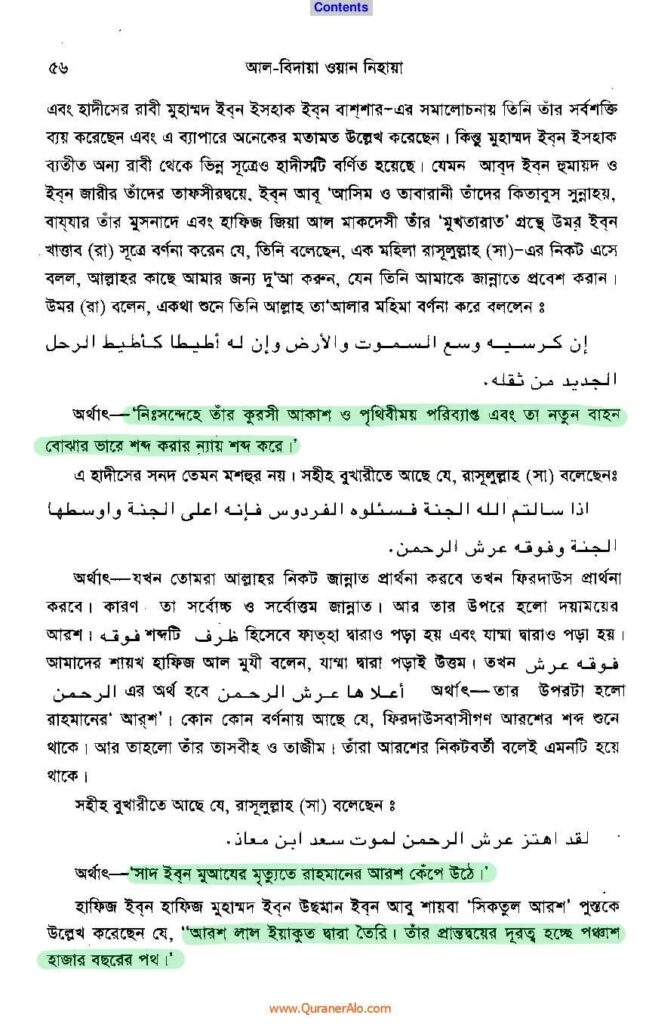 Contents
৫৬
আল-বিদায়া ওয়ান নিহায়া
এবং হাদীসের রাবী মুহাম্মদ ইব্‌ন ইসহাক ইব্‌ন বাশ্শার-এর সমালোচনায় তিনি তাঁর সর্বশক্তি
ব্যয় করেছেন এবং এ ব্যাপারে অনেকের মতামত উল্লেখ করেছেন। কিন্তু মুহাম্মদ ইব্‌ন ইসহাক
ব্যতীত অন্য রাবী থেকে ভিন্ন সূত্রেও হাদীসটি বর্ণিত হয়েছে। যেমন আব্‌দ ইব্‌ন হুমায়দ ও
ইব্‌ন জারীর তাঁদের তাফসীরদ্বয়ে, ইব্‌ন আবূ ‘আসিম ও তাবারানী তাঁদের কিতাবুস সুন্নাহয়,
বায্‌যার তাঁর মুসনাদে এবং হাফিজ জিয়া আল মাকদেসী তাঁর ‘মুখতারাত’ গ্রন্থে উমর ইব্‌ন
খাত্তাব (রা) সূত্রে বর্ণনা করেন যে, তিনি বলেছেন, এক মহিলা রাসূলুল্লাহ (সা)-এর নিকট এসে
বলল, আল্লাহর কাছে আমার জন্য দু‘আ করুন, যেন তিনি আমাকে জান্নাতে প্রবেশ করান।
উমর (রা) বলেন, একথা শুনে তিনি আল্লাহ তা‘আলার মহিমা বর্ণনা করে বললেন ঃ
إن كرسيه وسع السموت والأرض وإن له أطيطا كأطيط الرحل
الجديد من ثقله.
অর্থাৎ—‘নিঃসন্দেহে তাঁর কুরসী আকাশ ও পৃথিবীময় পরিব্যাপ্ত এবং তা নতুন বাহন
বোঝার ভারে শব্দ করার ন্যায় শব্দ করে।’
এ হাদীসের সনদ তেমন মশহুর নয়। সহীহ বুখারীতে আছে যে, রাসূলুল্লাহ (সা) বলেছেনঃ
اذا سالتم الله الجنة فسئلوه الفردوس فإنه اعلى الجنة واوسطها
الجنة وفوقه عرش الرحمن.
অর্থাৎ—যখন তোমরা আল্লাহর নিকট জান্নাত প্রার্থনা করবে তখন ফিরদাউস প্রার্থনা
করবে। কারণ তা সর্বোচ্চ ও সর্বোত্তম জান্নাত। আর তার উপরে হলো দয়াময়ের
আরশ। فوقه শব্দটি ظرف হিসেবে ফাত্‌হা দ্বারাও পড়া হয় এবং যাম্মা দ্বারাও পড়া হয়।
আমাদের শায়খ হাফিজ আল মুযী বলেন, যাম্মা দ্বারা পড়াই উত্তম। তখন فوقه عرش
الرحمن এর অর্থ হবে أعلاها عرش الرحمن অর্থাৎ—তার উপরটা হলো
রাহমানের‘ আর্‌শ’। কোন কোন বর্ণনায় আছে যে, ফিরদাউসবাসীগণ আরশের শব্দ শুনে
থাকে। আর তাহলো তাঁর তাসবীহ ও তাজীম। তাঁরা আরশের নিকটবর্তী বলেই এমনটি হয়ে
থাকে।
সহীহ বুখারীতে আছে যে, রাসূলুল্লাহ (সা) বলেছেন ঃ
لقد اهتز عرش الرحمن لموت سعد ابن معاذ.
অর্থাৎ—‘সাদ ইব্‌ন মুআযের মৃত্যুতে রাহমানের আরশ কেঁপে উঠে।’
হাফিজ ইব্‌ন হাফিজ মুহাম্মদ ইব্‌ন উছমান ইব্‌ন আবু শায়বা ‘সিফতুল আরশ’ পুস্তকে
উল্লেখ করেছেন যে, “আরশ লাল ইয়াকুত দ্বারা তৈরি। তাঁর প্রান্তদ্বয়ের দূরত্ব হচ্ছে পঞ্চাশ
হাজার বছরের পথ।’
www.QuranerAlo.com